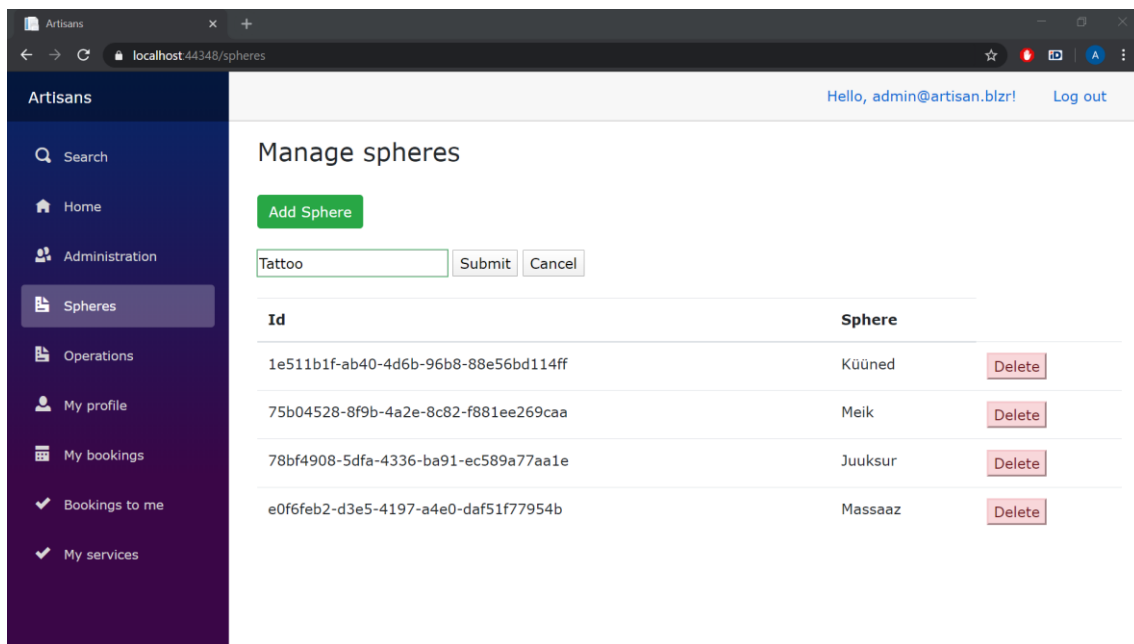 Artisans
localhost:44348/spheres
A
Artisans
Hello, admin@artisan.blzr! Log out
Search
Home
Administration
Spheres
Operations
My profile
My bookings
Bookings to me
My services
Manage spheres
Add Sphere
Tattoo Submit Cancel
Id Sphere
1e511b1f-ab40-4d6b-96b8-88e56bd114ff Küüned Delete
75b04528-8f9b-4a2e-8c82-f881ee269caa Meik Delete
78bf4908-5dfa-4336-ba91-ec589a77aa1e Juuksur Delete
e0f6feb2-d3e5-4197-a4e0-daf51f77954b Massaaz Delete